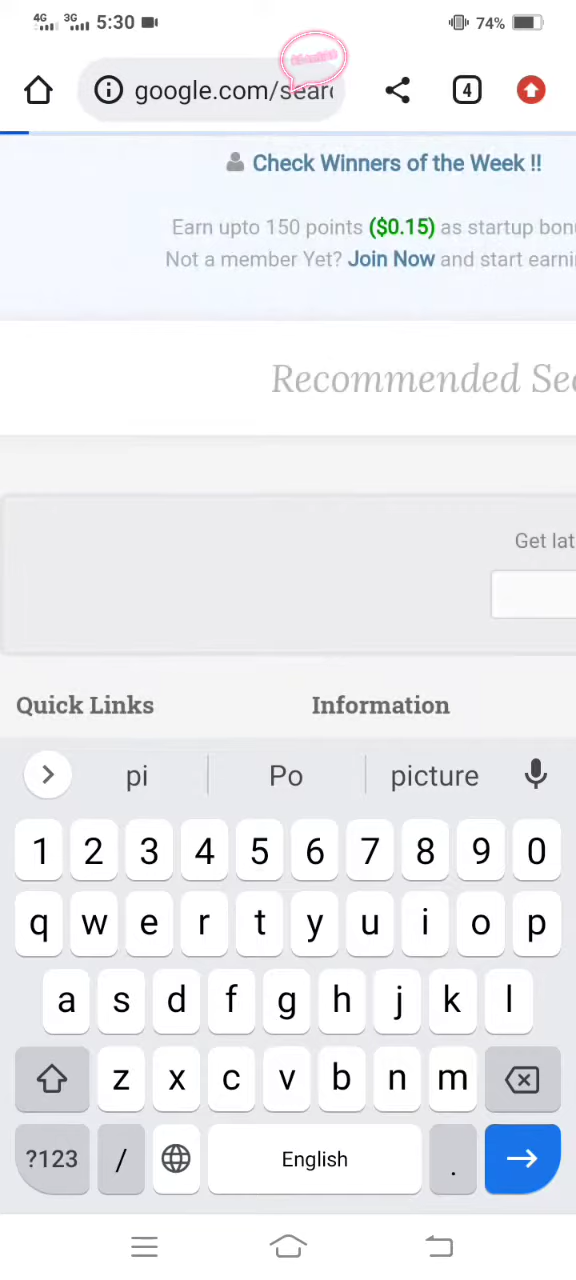 4G 3G 5:30 74%
google.com/sear 4
Check Winners of the Week !!
Earn upto 150 points ($0.15) as startup bon
Not a member Yet? Join Now and start earni
Recommended Sec
Get lat
Quick Links Information
pi Po picture
1 2 3 4 5 6 7 8 9 0
q w e r t y u i o p
a s d f g h j k l
z x c v b n m
?123 / English .